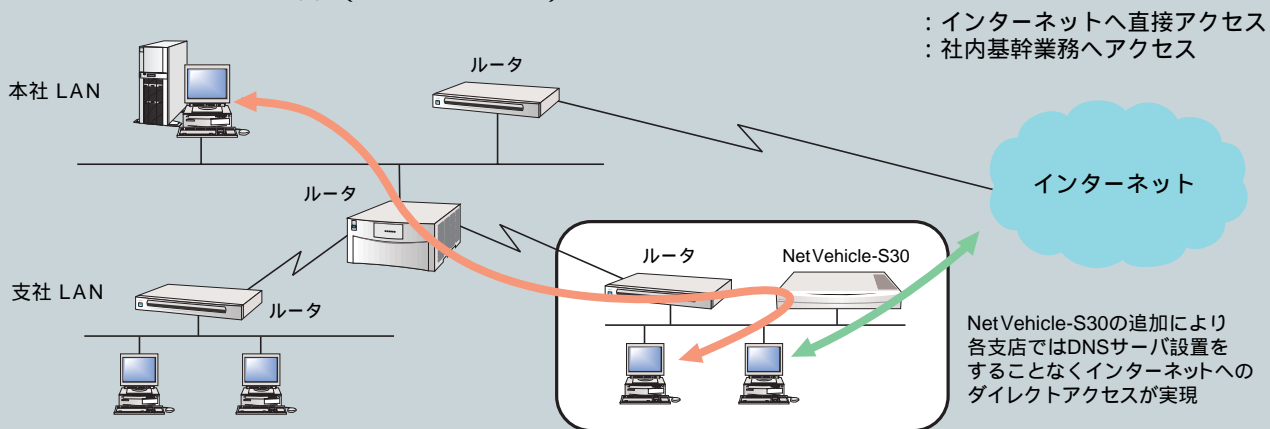 ：インターネットへ直接アクセス
：社内基幹業務へアクセス
ルータ
本社 LAN
インターネット
ルータ
ルータ
NetVehicle-S30
支社 LAN
ルータ
NetVehicle-S30の追加により
各支店ではDNSサーバ設置を
することなくインターネットへの
ダイレクトアクセスが実現